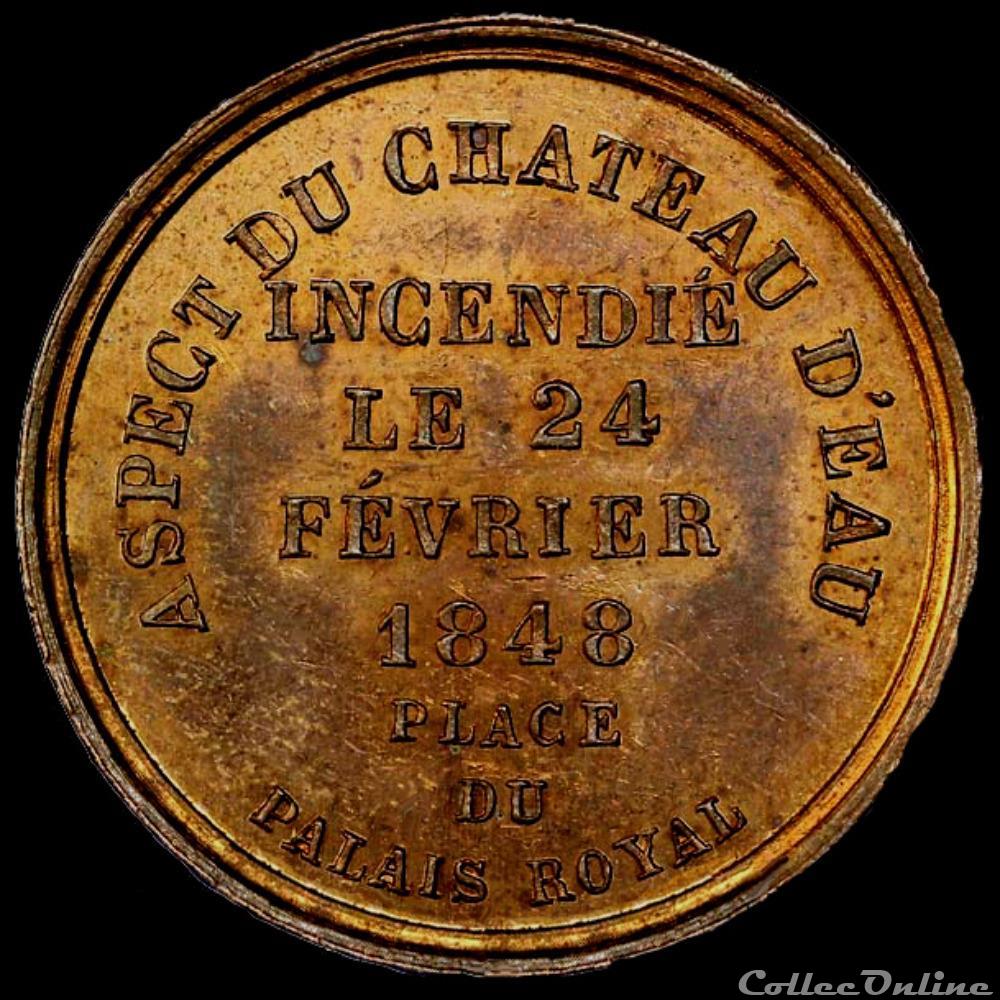 ASPECT DU CHATEAU D'EAU
INCENDIÉ
LE 24
FÉVRIER
1848
PLACE
DU
PALAIS ROYAL
CollecOnline